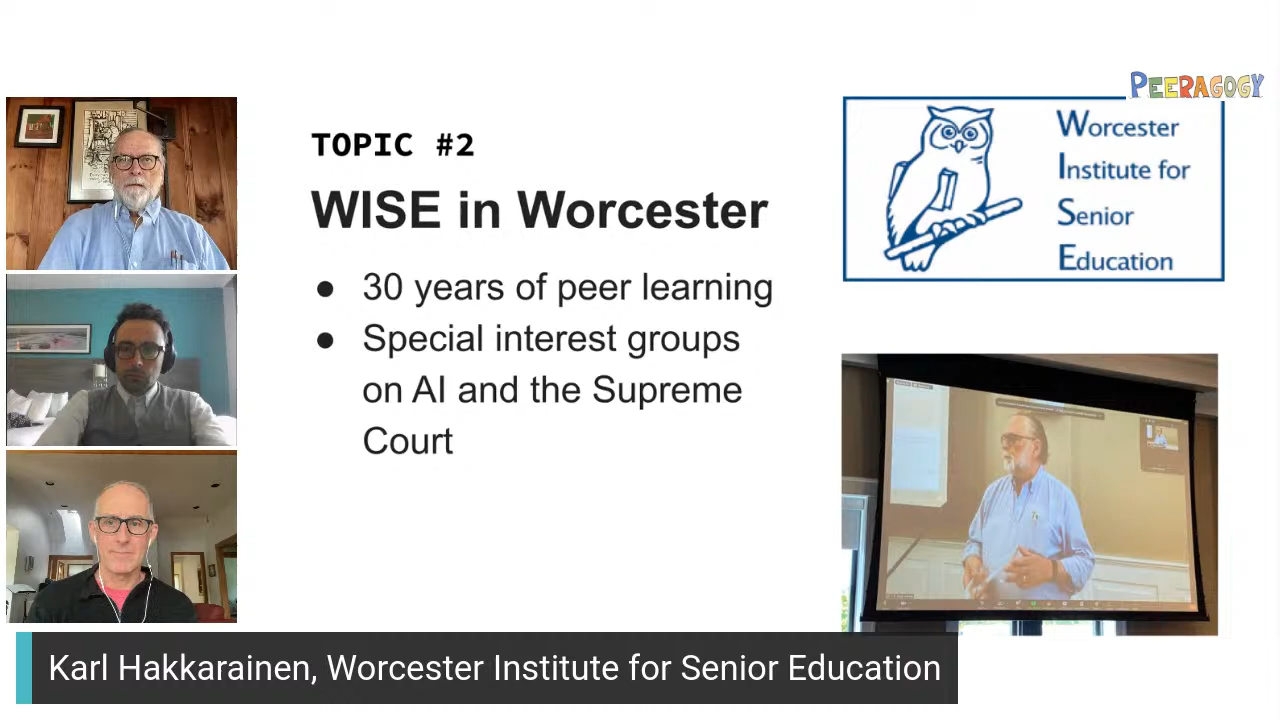 PEERAGOGY
TOPIC #2
WISE in Worcester
● 30 years of peer learning
● Special interest groups
on AI and the Supreme
Court
Worcester
Institute for
Senior
Education
Karl Hakkarainen, Worcester Institute for Senior Education